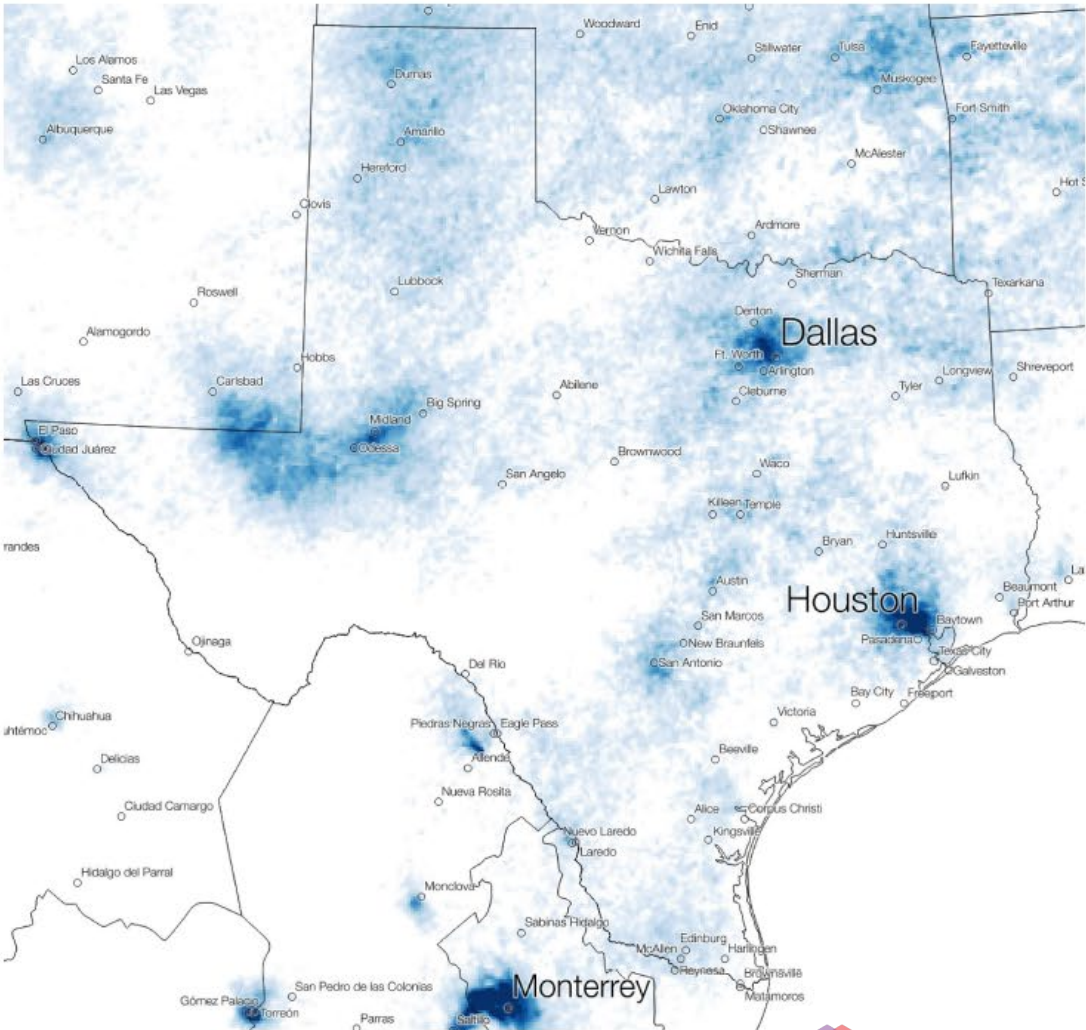 Woodward
Enid
Stillwater
Tulsa
Fayetteville
Los Alamos
Santa Fe
Las Vegas
Dumas
Muskogee
Oklahoma City
Fort Smith
Albuquerque
Amarillo
Shawnee
McAlester
Hereford
Lawton
Hot S
Clovis
Ardmore
Vernon
Wichita Falls
Sherman
Lubbock
Texarkana
Roswell
Denton
Dallas
Alamogordo
Ft. Worth
Hobbs
Arlington
Shreveport
Las Cruces
Carlsbad
Abilene
Cleburne
Tyler
Longview
Big Spring
Midland
El Paso
Ciudad Juárez
Odessa
Brownwood
San Angelo
Waco
Lufkin
Killeen
Temple
randes
Bryan
Huntsville
Austin
La
Houston
Beaumont
Port Arthur
San Marcos
Baytown
Pasadena
Ojinaga
New Braunfels
San Antonio
Texas City
Galveston
Del Rio
Bay City
Freeport
Chihuahua
uhtémoc
Piedras Negras
Eagle Pass
Victoria
Allende
Beeville
Delicias
Nueva Rosita
Ciudad Camargo
Alice
Corpus Christi
Nuevo Laredo
Laredo
Kingsville
Hidalgo del Parral
Monclova
Sabinas Hidalgo
Edinburg
McAllen
Harlingen
Reynosa
Brownsville
Monterrey
Matamoros
San Pedro de las Colonias
Gómez Palacio
Torreón
Saltillo
Parras